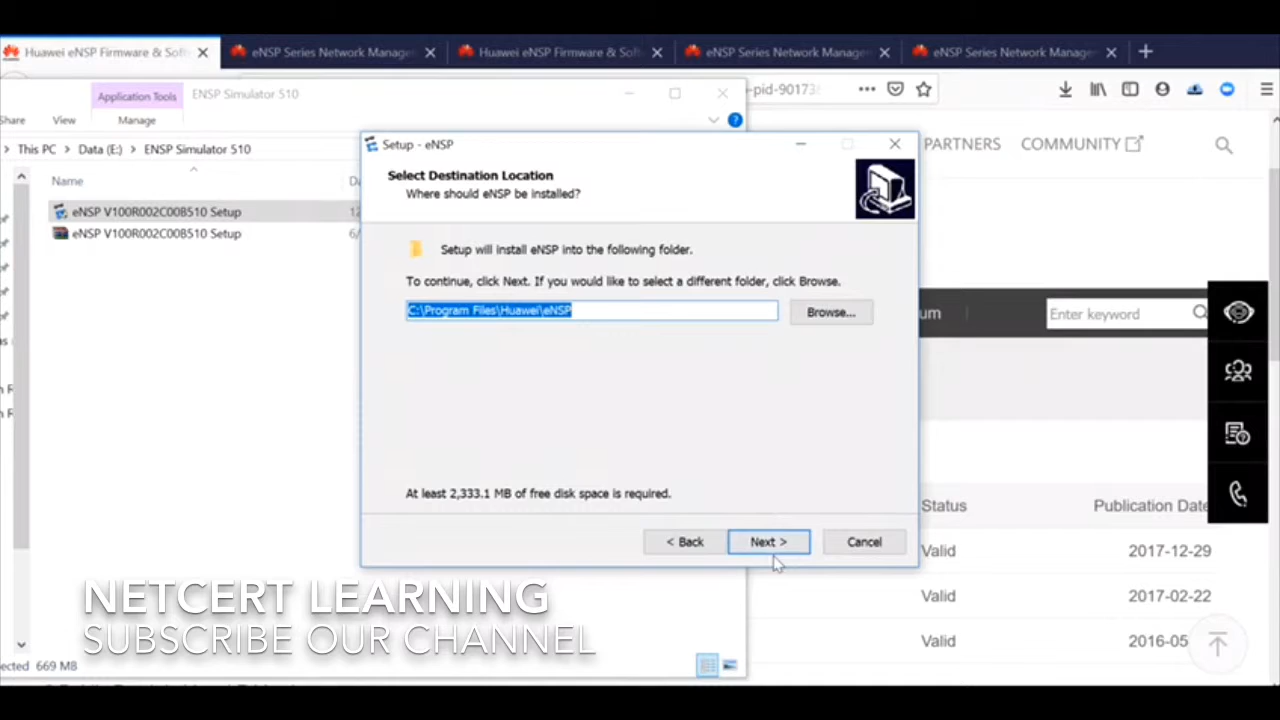 Huawei eNSP Firmware & Soft
eNSP Series Network Manage
Huawei eNSP Firmware & Soft
eNSP Series Network Manage
eNSP Series Network Manage
Application Tools
ENSP Simulator 510
-pid-90173
Share
View
Manage
This PC > Data (E:) > ENSP Simulator 510
Name
eNSP V100R002C00B510 Setup
12
eNSP V100R002C00B510 Setup
6/
Setup - eNSP
Select Destination Location
Where should eNSP be installed?
Setup will install eNSP into the following folder.
To continue, click Next. If you would like to select a different folder, click Browse.
C:\Program Files\Huawei\eNSP
Browse...
At least 2,333.1 MB of free disk space is required.
< Back
Next >
Cancel
PARTNERS
COMMUNITY
um
Enter keyword
Status
Publication Date
Valid
2017-12-29
Valid
2017-02-22
Valid
2016-05
NETCERT LEARNING
SUBSCRIBE OUR CHANNEL
ected 669 MB